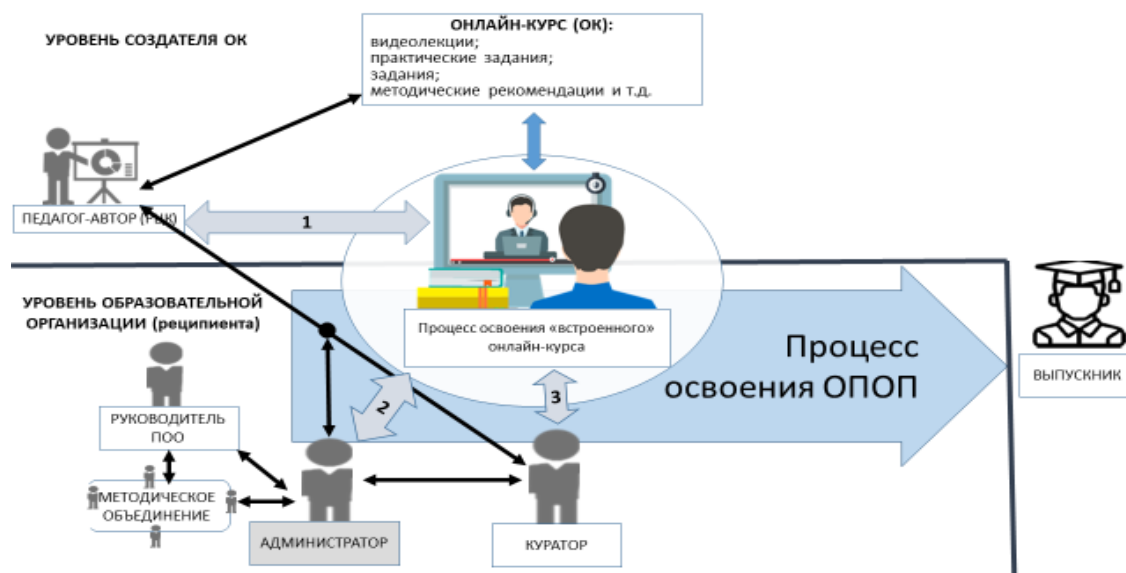 УРОВЕНЬ СОЗДАТЕЛЯ ОК
ОНЛАЙН-КУРС (ОК):
видеолекции;
практические задания;
задания;
методические рекомендации и т.д.
ПЕДАГОГ-АВТОР (РЦК)
1
УРОВЕНЬ ОБРАЗОВАТЕЛЬНОЙ
ОРГАНИЗАЦИИ (реципиента)
Процесс освоения «встроенного»
онлайн-курса
Процесс
освоения ОПОП
ВЫПУСКНИК
2
3
РУКОВОДИТЕЛЬ
ПОО
МЕТОДИЧЕСКОЕ
ОБЪЕДИНЕНИЕ
АДМИНИСТРАТОР
КУРАТОР